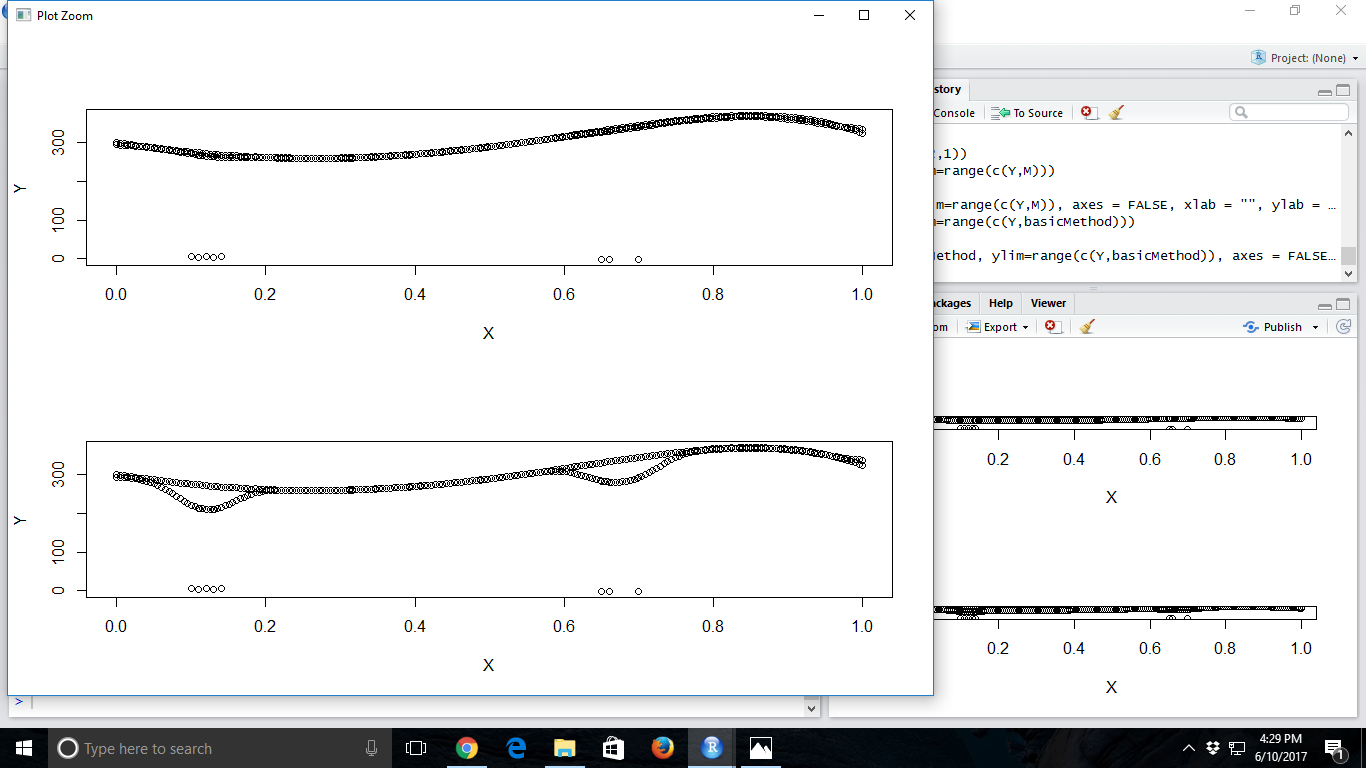 Plot Zoom
Project: (None)
story
Console To Source
,1))
=range(c(Y,M)))
m=range(c(Y,M)), axes = FALSE, xlab = "", ylab = …
=range(c(Y,basicMethod)))
ethod, ylim=range(c(Y,basicMethod)), axes = FALSE…
ckages Help Viewer
om Export Publish
300
100
0
Y
0.0 0.2 0.4 0.6 0.8 1.0
X
300
100
0
Y
0.0 0.2 0.4 0.6 0.8 1.0
X
0.2 0.4 0.6 0.8 1.0
X
0.2 0.4 0.6 0.8 1.0
X
>
Type here to search
4:29 PM
6/10/2017
1